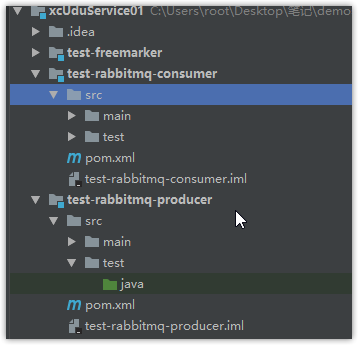 xcUduService01 C:\Users\root\Desktop\笔记\demo
.idea
test-freemarker
test-rabbitmq-consumer
src
main
test
pom.xml
test-rabbitmq-consumer.iml
test-rabbitmq-producer
src
main
test
java
pom.xml
test-rabbitmq-producer.iml